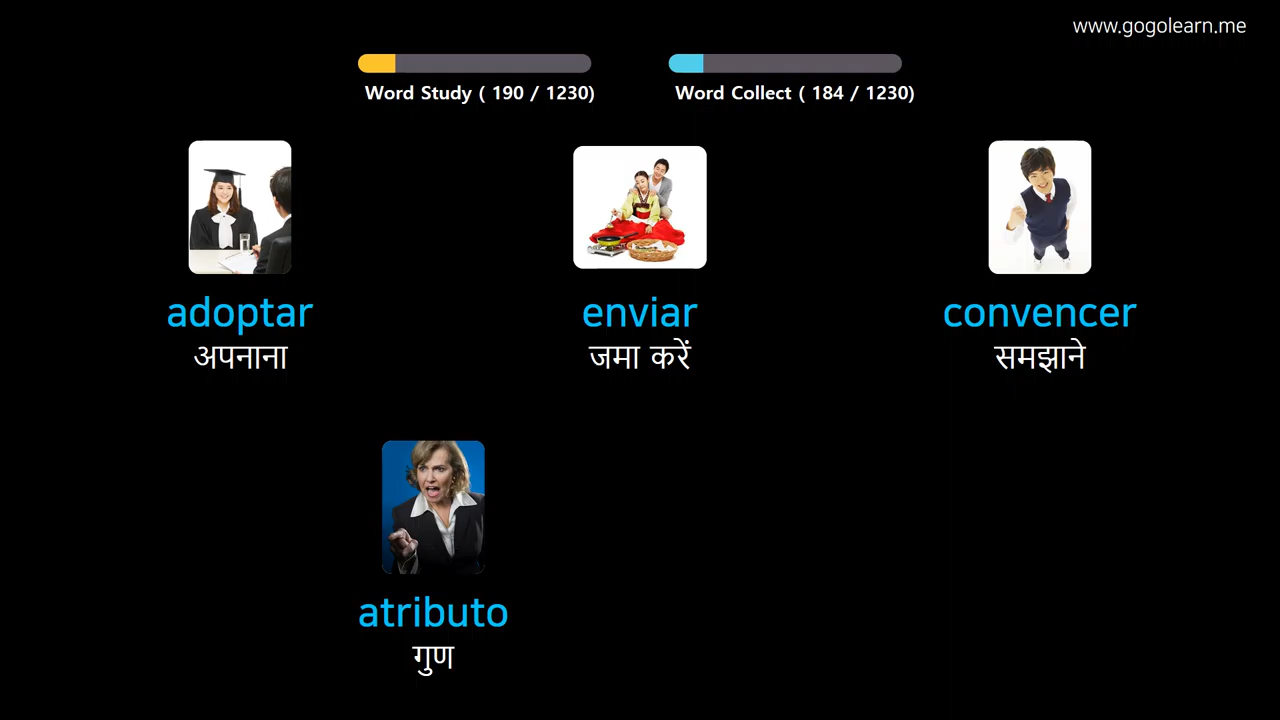 www.gogolearn.me
Word Study ( 190 / 1230)
Word Collect ( 184 / 1230)
adoptar
अपनाना
enviar
जमा करें
convencer
समझाने
atributo
गुण